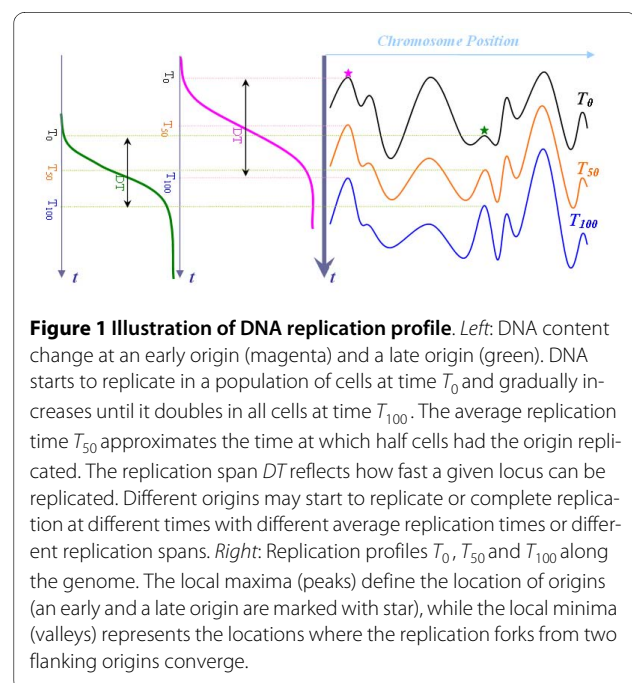 Chromosome Position
T0
T0
T0
T50
DT
T50
DT
T50
T100
T100
T100
t
t
t
Figure 1 Illustration of DNA replication profile. Left: DNA content
change at an early origin (magenta) and a late origin (green). DNA
starts to replicate in a population of cells at time T0 and gradually in-
creases until it doubles in all cells at time T100. The average replication
time T50 approximates the time at which half cells had the origin repli-
cated. The replication span DT reflects how fast a given locus can be
replicated. Different origins may start to replicate or complete replica-
tion at different times with different average replication times or differ-
ent replication spans. Right: Replication profiles T0, T50 and T100 along
the genome. The local maxima (peaks) define the location of origins
(an early and a late origin are marked with star), while the local minima
(valleys) represents the locations where the replication forks from two
flanking origins converge.